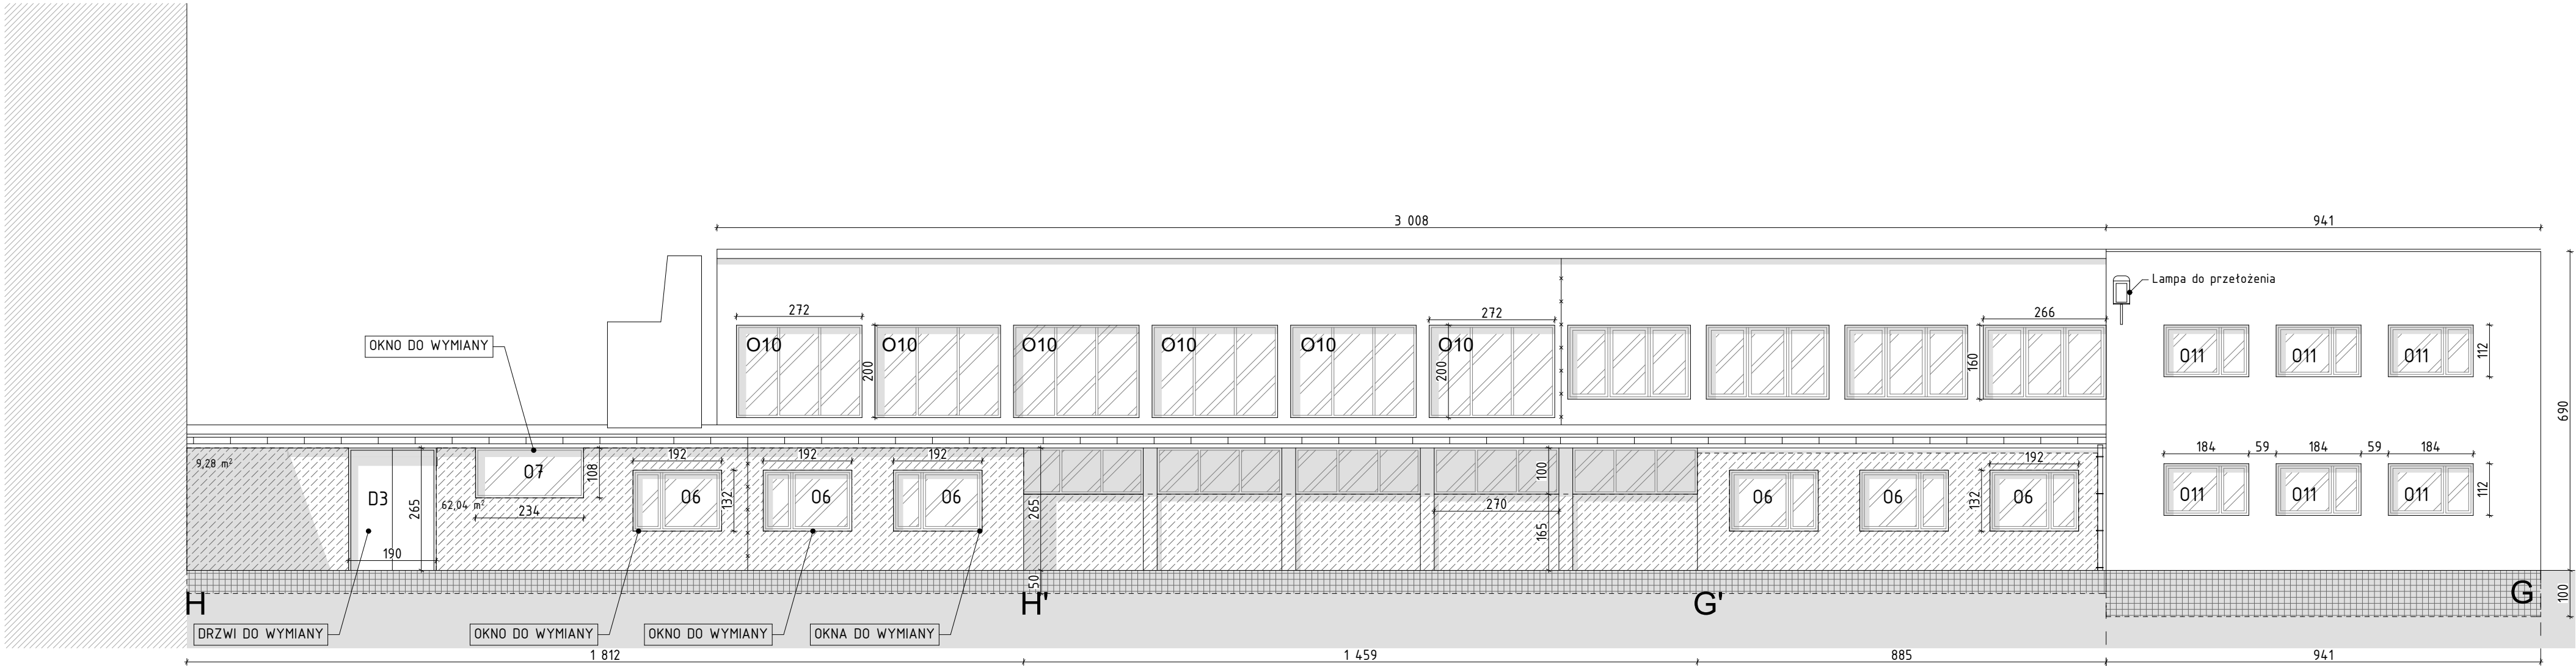 3 008
941
Lampa do przełożenia
272
272
266
OKNO DO WYMIANY
O10
200
O10
O10
O10
O10
O10
200
160
O11
O11
O11
112
690
9,28 m²
D3
265
62,04 m²
O7
108
234
190
192
192
192
O6
132
O6
O6
265
50
100
270
165
O6
O6
192
132
O6
184
59
184
59
184
O11
O11
O11
112
100
H
H'
G'
G
DRZWI DO WYMIANY
OKNO DO WYMIANY
OKNO DO WYMIANY
OKNA DO WYMIANY
1 812
1 459
885
941